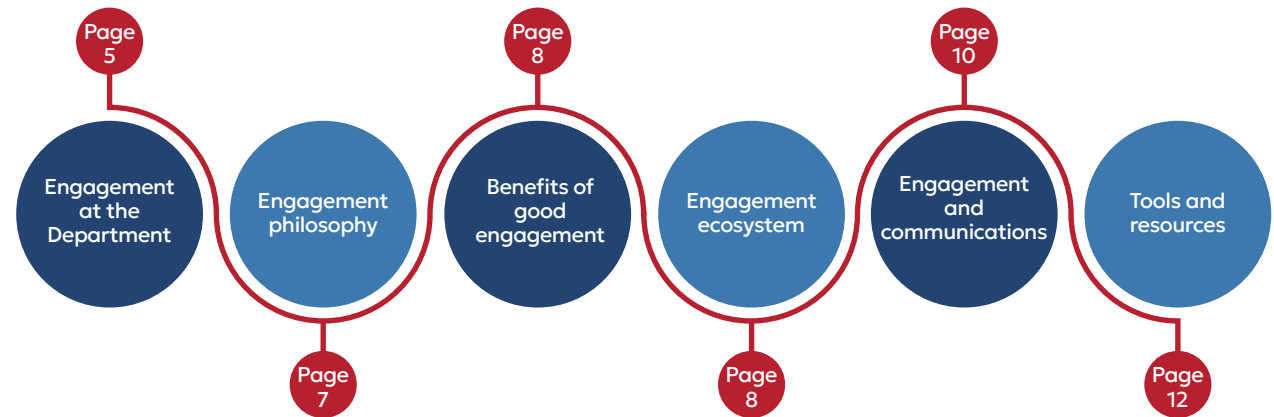 Page
5
Page
8
Page
10
Engagement
at the
Department
Engagement
philosophy
Benefits of
good
engagement
Engagement
ecosystem
Engagement
and
communications
Tools and
resources
Page
7
Page
8
Page
12